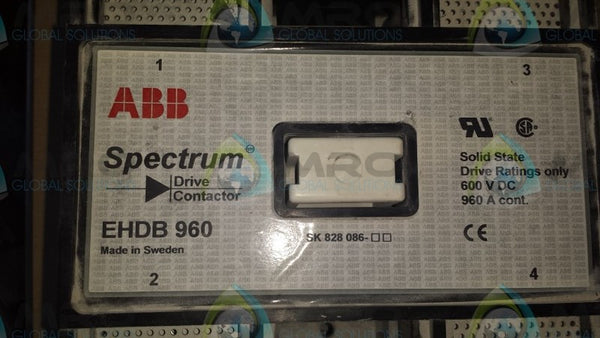 1
3
ABB
Spectrum®
Drive
Contactor
EHDB 960
Made in Sweden
2
SK 828 086-□□
Solid State
Drive Ratings only
600 V DC
960 A cont.
CE
4
MRO
GLOBAL SOLUTIONS